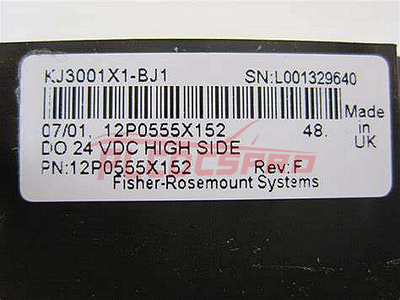 KJ3001X1-BJ1 SN:L001329640
07/01, 12P0555X152 48. Made in UK
DO 24 VDC HIGH SIDE
PN:12P0555X152 Rev:F
Fisher-Rosemount Systems